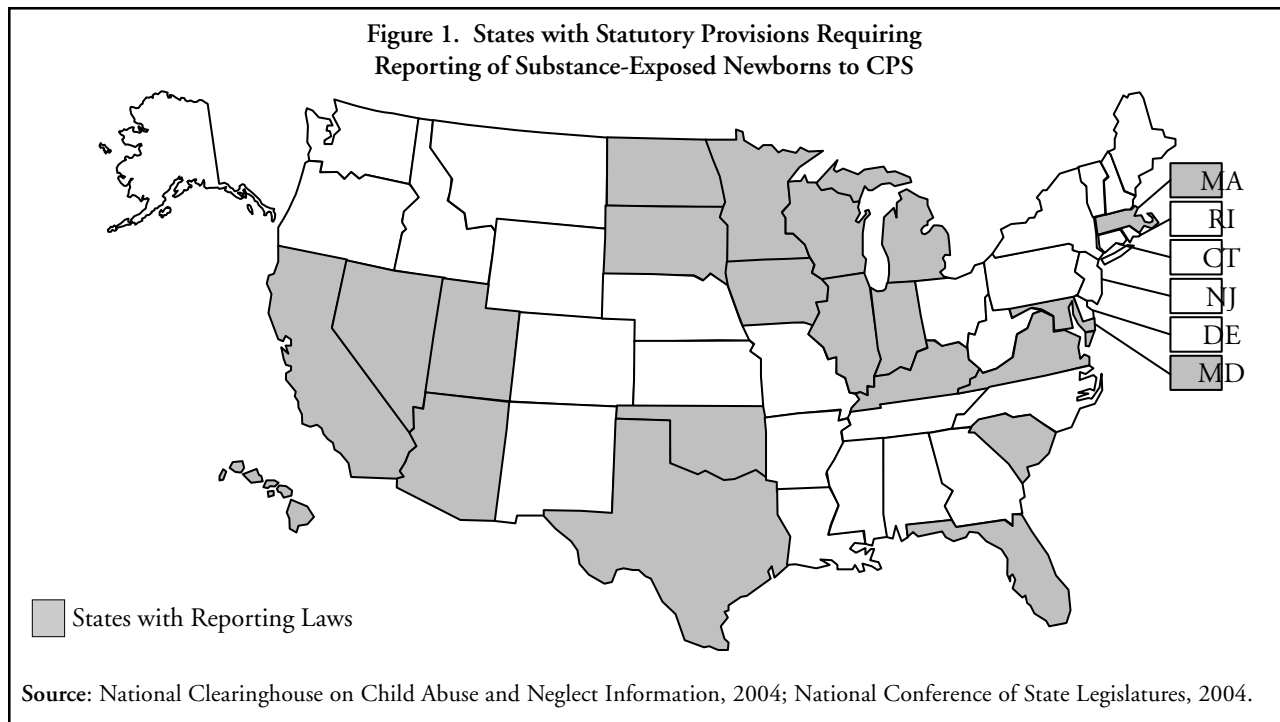 Figure 1. States with Statutory Provisions Requiring
Reporting of Substance-Exposed Newborns to CPS
MA
RI
CT
NJ
DE
MD
States with Reporting Laws
Source: National Clearinghouse on Child Abuse and Neglect Information, 2004; National Conference of State Legislatures, 2004.